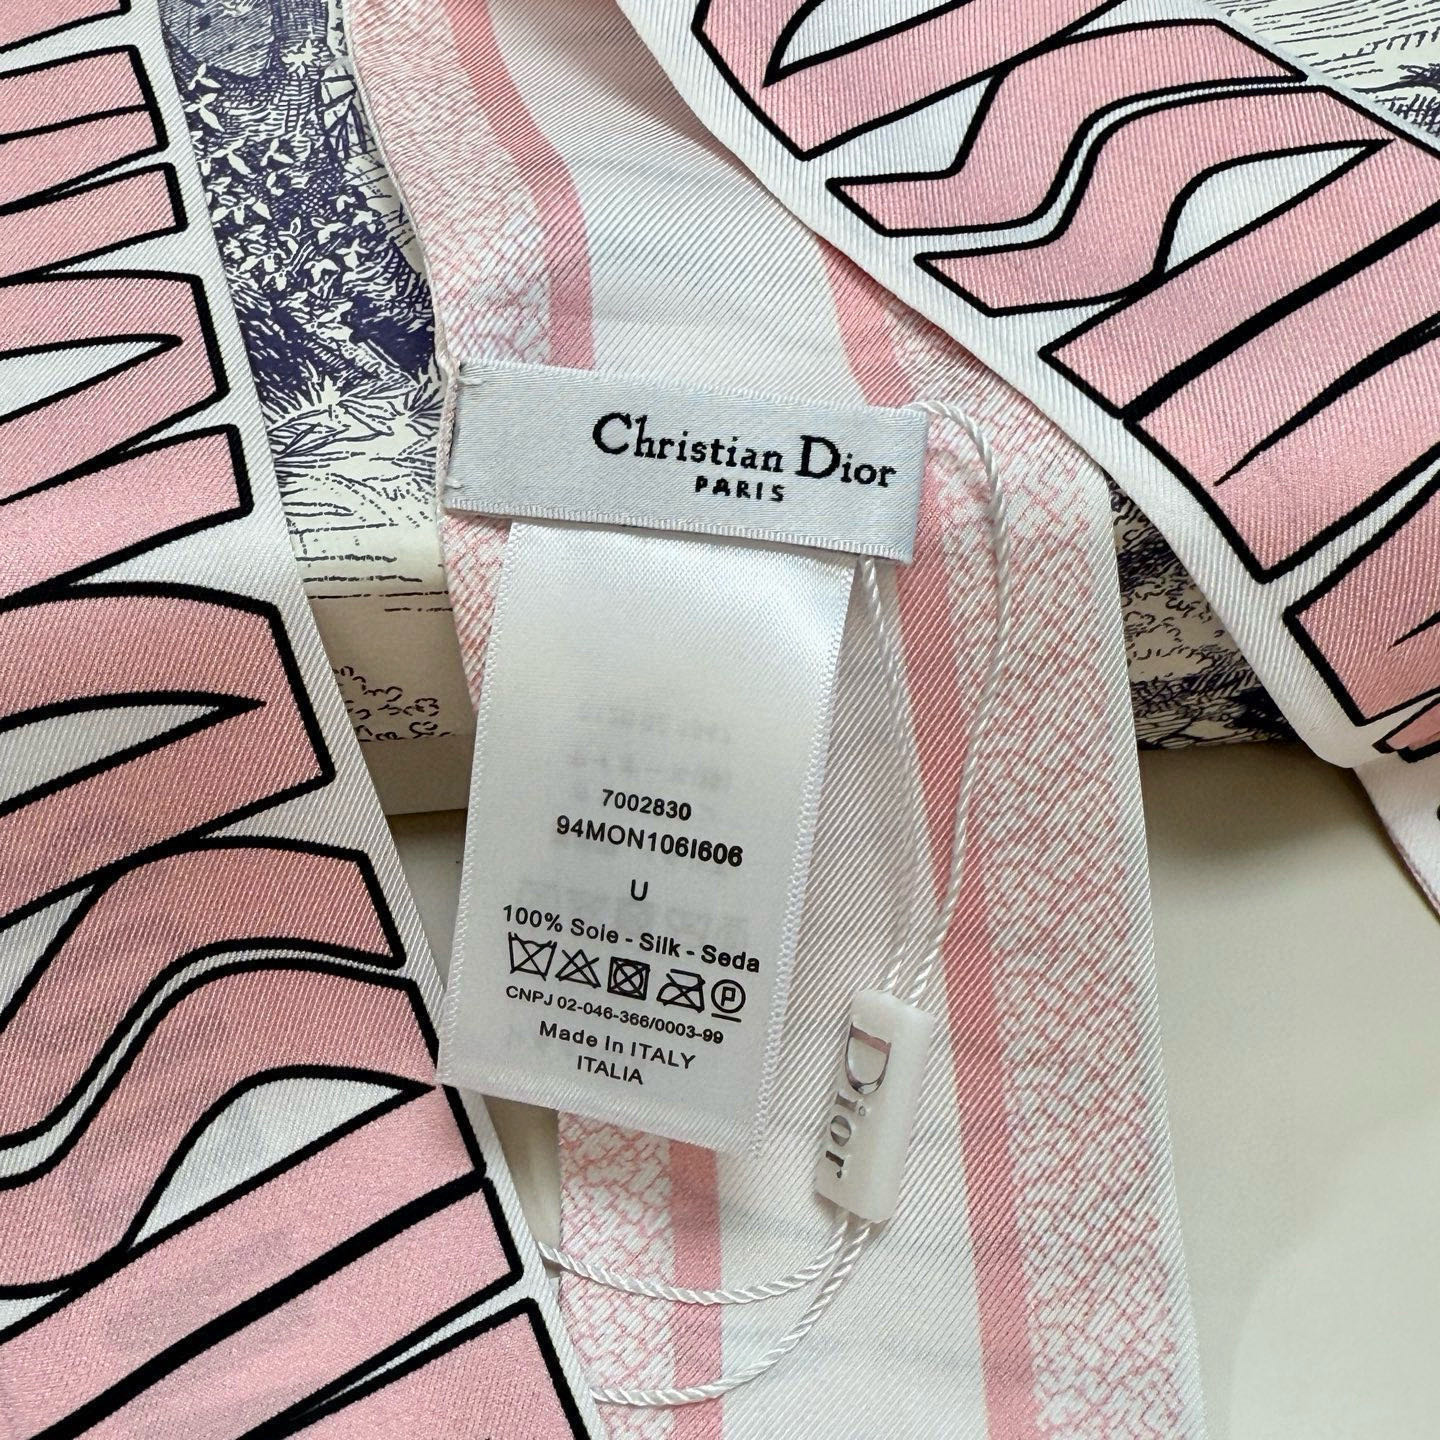 Christian Dior
PARIS
7002830
94MON106I606
U
100% Soie - Silk - Seda
P
CNPJ 02-046-366/0003-99
Made In ITALY
ITALIA
Dior